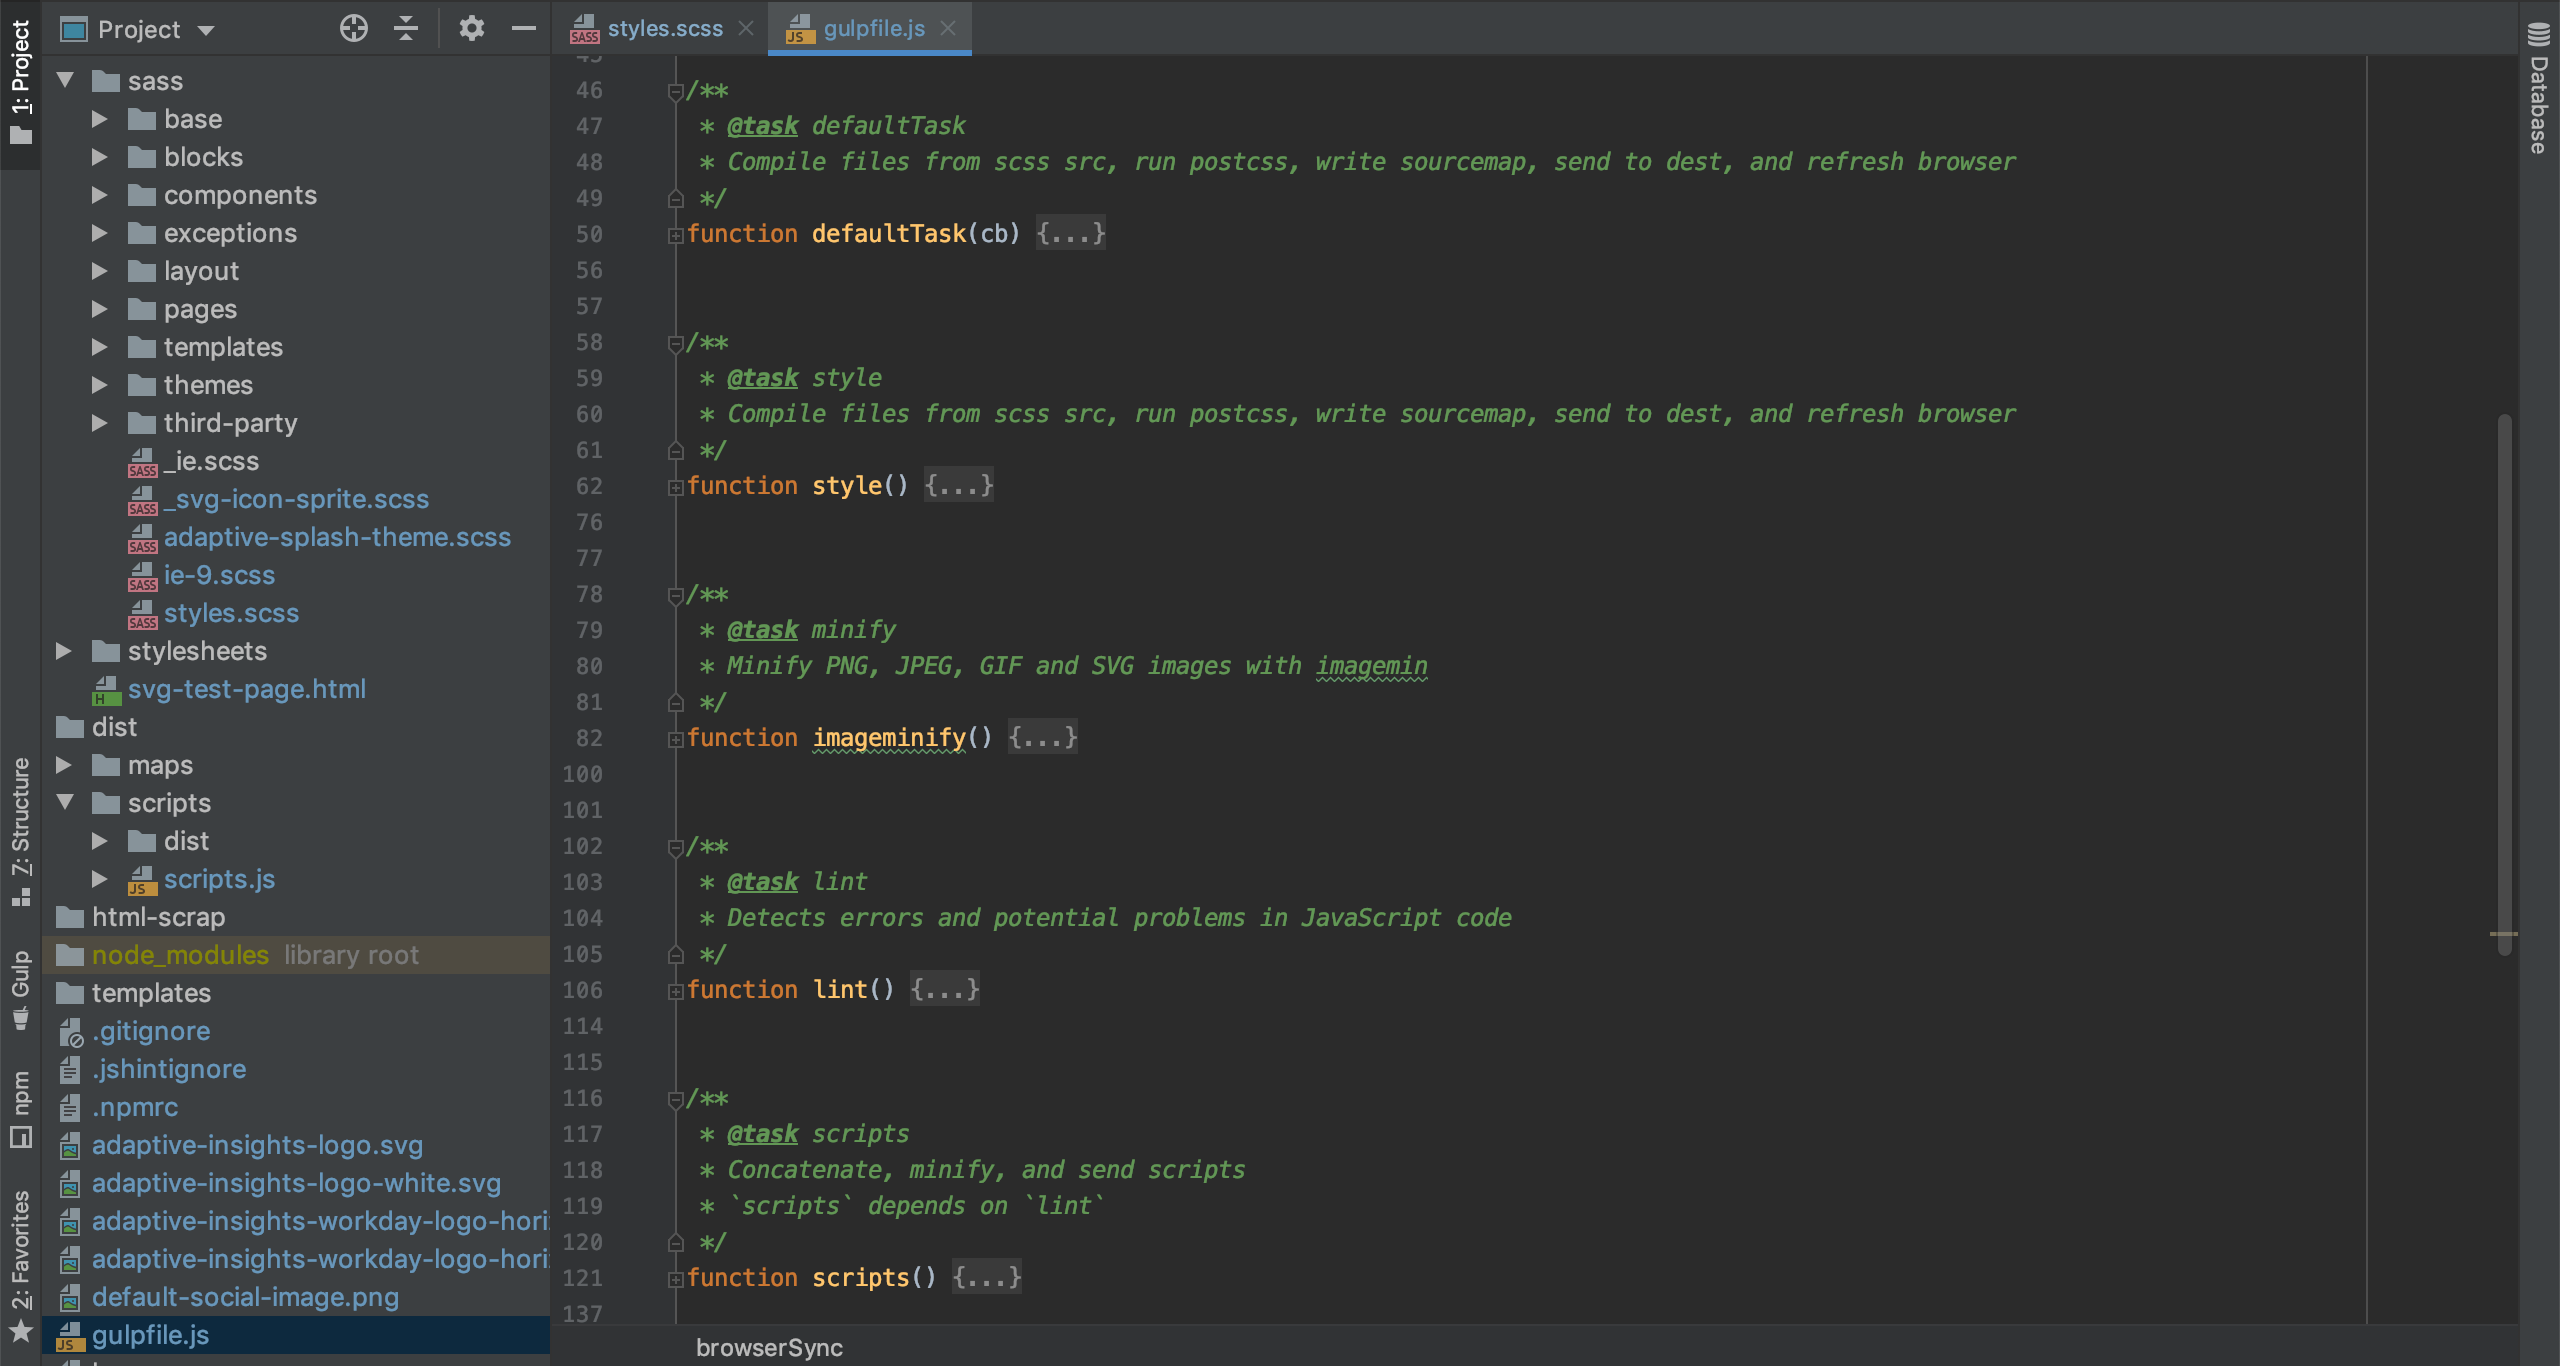 1: Project
Z: Structure
Gulp
npm
2: Favorites
Project
sass
base
blocks
components
exceptions
layout
pages
templates
themes
third-party
SASS _ie.scss
SASS _svg-icon-sprite.scss
SASS adaptive-splash-theme.scss
SASS ie-9.scss
SASS styles.scss
stylesheets
H svg-test-page.html
dist
maps
scripts
dist
JS scripts.js
html-scrap
node_modules library root
templates
.gitignore
.jshintignore
.npmrc
adaptive-insights-logo.svg
adaptive-insights-logo-white.svg
adaptive-insights-workday-logo-hori
adaptive-insights-workday-logo-hori
default-social-image.png
JS gulpfile.js
SASS styles.scss
JS gulpfile.js
46 /**
47 * @task defaultTask
48 * Compile files from scss src, run postcss, write sourcemap, send to dest, and refresh browser
49 */
50 function defaultTask(cb) {...}
56
57
58 /**
59 * @task style
60 * Compile files from scss src, run postcss, write sourcemap, send to dest, and refresh browser
61 */
62 function style() {...}
76
77
78 /**
79 * @task minify
80 * Minify PNG, JPEG, GIF and SVG images with imagemin
81 */
82 function imageminify() {...}
100
101
102 /**
103 * @task lint
104 * Detects errors and potential problems in JavaScript code
105 */
106 function lint() {...}
114
115
116 /**
117 * @task scripts
118 * Concatenate, minify, and send scripts
119 * `scripts` depends on `lint`
120 */
121 function scripts() {...}
137
browserSync
Database